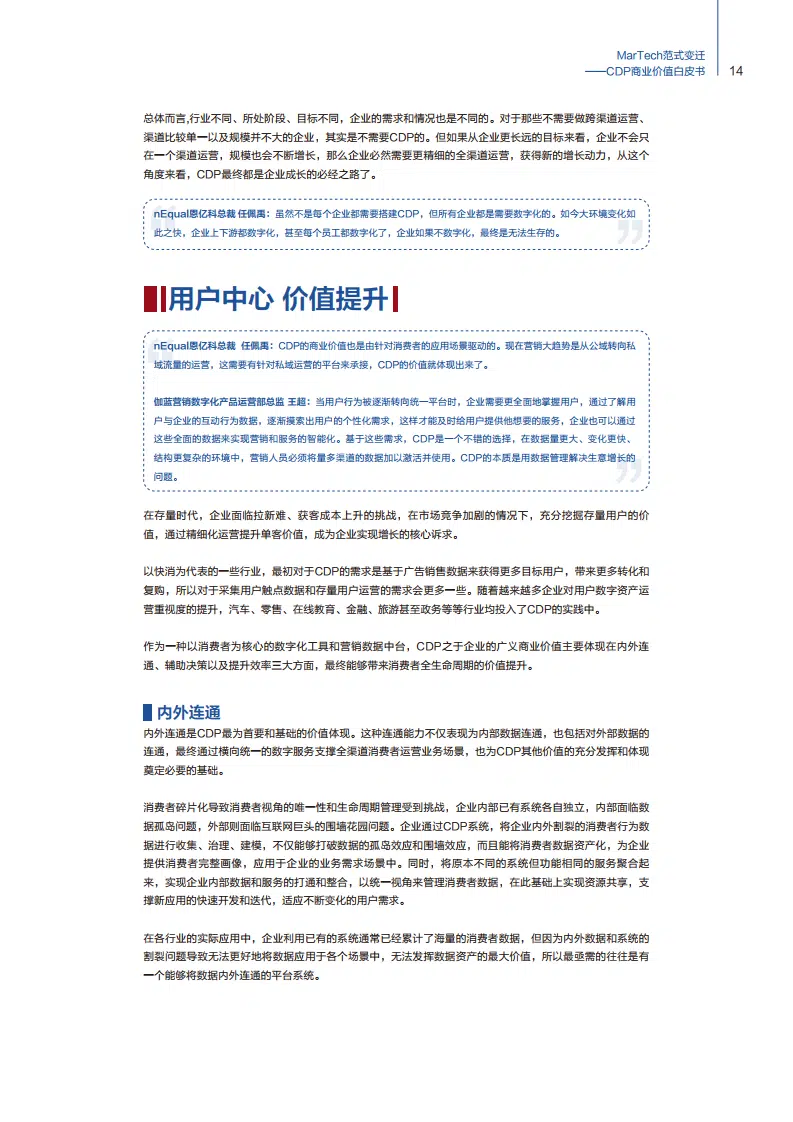 MarTech范式变迁
——CDP商业价值白皮书 14
总体而言,行业不同、所处阶段、目标不同，企业的需求和情况也是不同的。对于那些不需要做跨渠道运营、
渠道比较单一以及规模并不大的企业，其实是不需要CDP的。但如果从企业更长远的目标来看，企业不会只
在一个渠道运营，规模也会不断增长，那么企业必然需要更精细的全渠道运营，获得新的增长动力，从这个
角度来看，CDP最终都是企业成长的必经之路了。
nEqual恩亿科总裁 任佩禹：虽然不是每个企业都需要搭建CDP，但所有企业都是需要数字化的。如今大环境变化如
此之快，企业上下游都数字化，甚至每个员工都数字化了，企业如果不数字化，最终是无法生存的。
用户中心 价值提升
nEqual恩亿科总裁 任佩禹：CDP的商业价值也是由针对消费者的应用场景驱动的。现在营销大趋势是从公域转向私
域流量的运营，这需要有针对私域运营的平台来承接，CDP的价值就体现出来了。
伽蓝营销数字化产品运营部总监 王超：当用户行为被逐渐转向统一平台时，企业需要更全面地掌握用户，通过了解用
户与企业的互动行为数据，逐渐摸索出用户的个性化需求，这样才能及时给用户提供他想要的服务，企业也可以通过
这些全面的数据来实现营销和服务的智能化。基于这些需求，CDP是一个不错的选择，在数据量更大、变化更快、
结构更复杂的环境中，营销人员必须将量多渠道的数据加以激活并使用。CDP的本质是用数据管理解决生意增长的
问题。
在存量时代，企业面临拉新难、获客成本上升的挑战，在市场竞争加剧的情况下，充分挖掘存量用户的价
值，通过精细化运营提升单客价值，成为企业实现增长的核心诉求。
以快消为代表的一些行业，最初对于CDP的需求是基于广告销售数据来获得更多目标用户，带来更多转化和
复购，所以对于采集用户触点数据和存量用户运营的需求会更多一些。随着越来越多企业对用户数字资产运
营重视度的提升，汽车、零售、在线教育、金融、旅游甚至政务等等行业均投入了CDP的实践中。
作为一种以消费者为核心的数字化工具和营销数据中台，CDP之于企业的广义商业价值主要体现在内外连
通、辅助决策以及提升效率三大方面，最终能够带来消费者全生命周期的价值提升。
内外连通
内外连通是CDP最为首要和基础的价值体现。这种连通能力不仅表现为内部数据连通，也包括对外部数据的
连通，最终通过横向统一的数字服务支撑全渠道消费者运营业务场景，也为CDP其他价值的充分发挥和体现
奠定必要的基础。
消费者碎片化导致消费者视角的唯一性和生命周期管理受到挑战，企业内部已有系统各自独立，内部面临数
据孤岛问题，外部则面临互联网巨头的围墙花园问题。企业通过CDP系统，将企业内外割裂的消费者行为数
据进行收集、治理、建模，不仅能够打破数据的孤岛效应和围墙效应，而且能将消费者数据资产化，为企业
提供消费者完整画像，应用于企业的业务需求场景中。同时，将原本不同的系统但功能相同的服务聚合起
来，实现企业内部数据和服务的打通和整合，以统一视角来管理消费者数据，在此基础上实现资源共享，支
撑新应用的快速开发和迭代，适应不断变化的用户需求。
在各行业的实际应用中，企业利用已有的系统通常已经累计了海量的消费者数据，但因为内外数据和系统的
割裂问题导致无法更好地将数据应用于各个场景中，无法发挥数据资产的最大价值，所以最亟需的往往是有
一个能够将数据内外连通的平台系统。